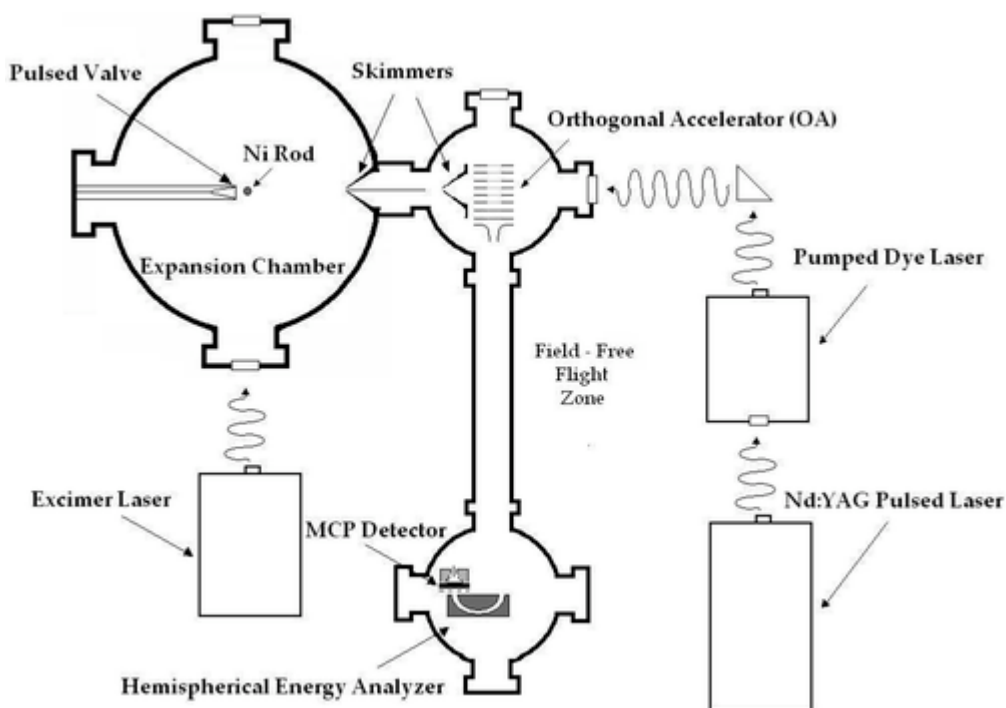 Pulsed Valve
Skimmers
Ni Rod
Orthogonal Accelerator (OA)
Expansion Chamber
Pumped Dye Laser
Field - Free
Flight
Zone
Excimer Laser
MCP Detector
Nd:YAG Pulsed Laser
Hemispherical Energy Analyzer